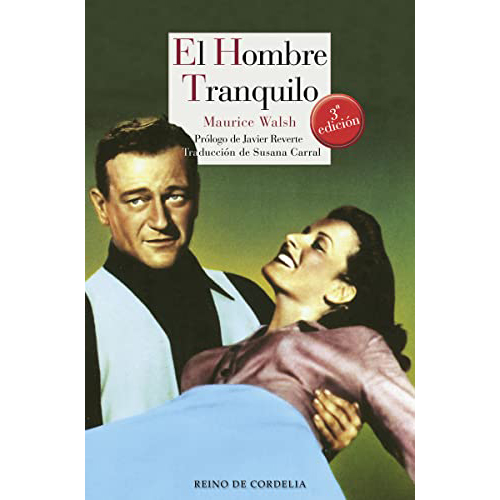 El Hombre
Tranquilo
Maurice Walsh
Prólogo de Javier Reverte
Traducción de Susana Carral
3ª
edición
REINO DE CORDELIA